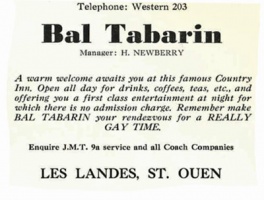 Telephone: Western 203
Bal Tabarin
Manager: H. NEWBERRY
A warm welcome awaits you at this famous Country
Inn. Open all day for drinks, coffees, teas, etc., and
offering you a first class entertainment at night for
which there is no admission charge. Remember make
BAL TABARIN your rendezvous for a REALLY
GAY TIME.
Enquire J.M.T. 9a service and all Coach Companies
LES LANDES, ST. OUEN